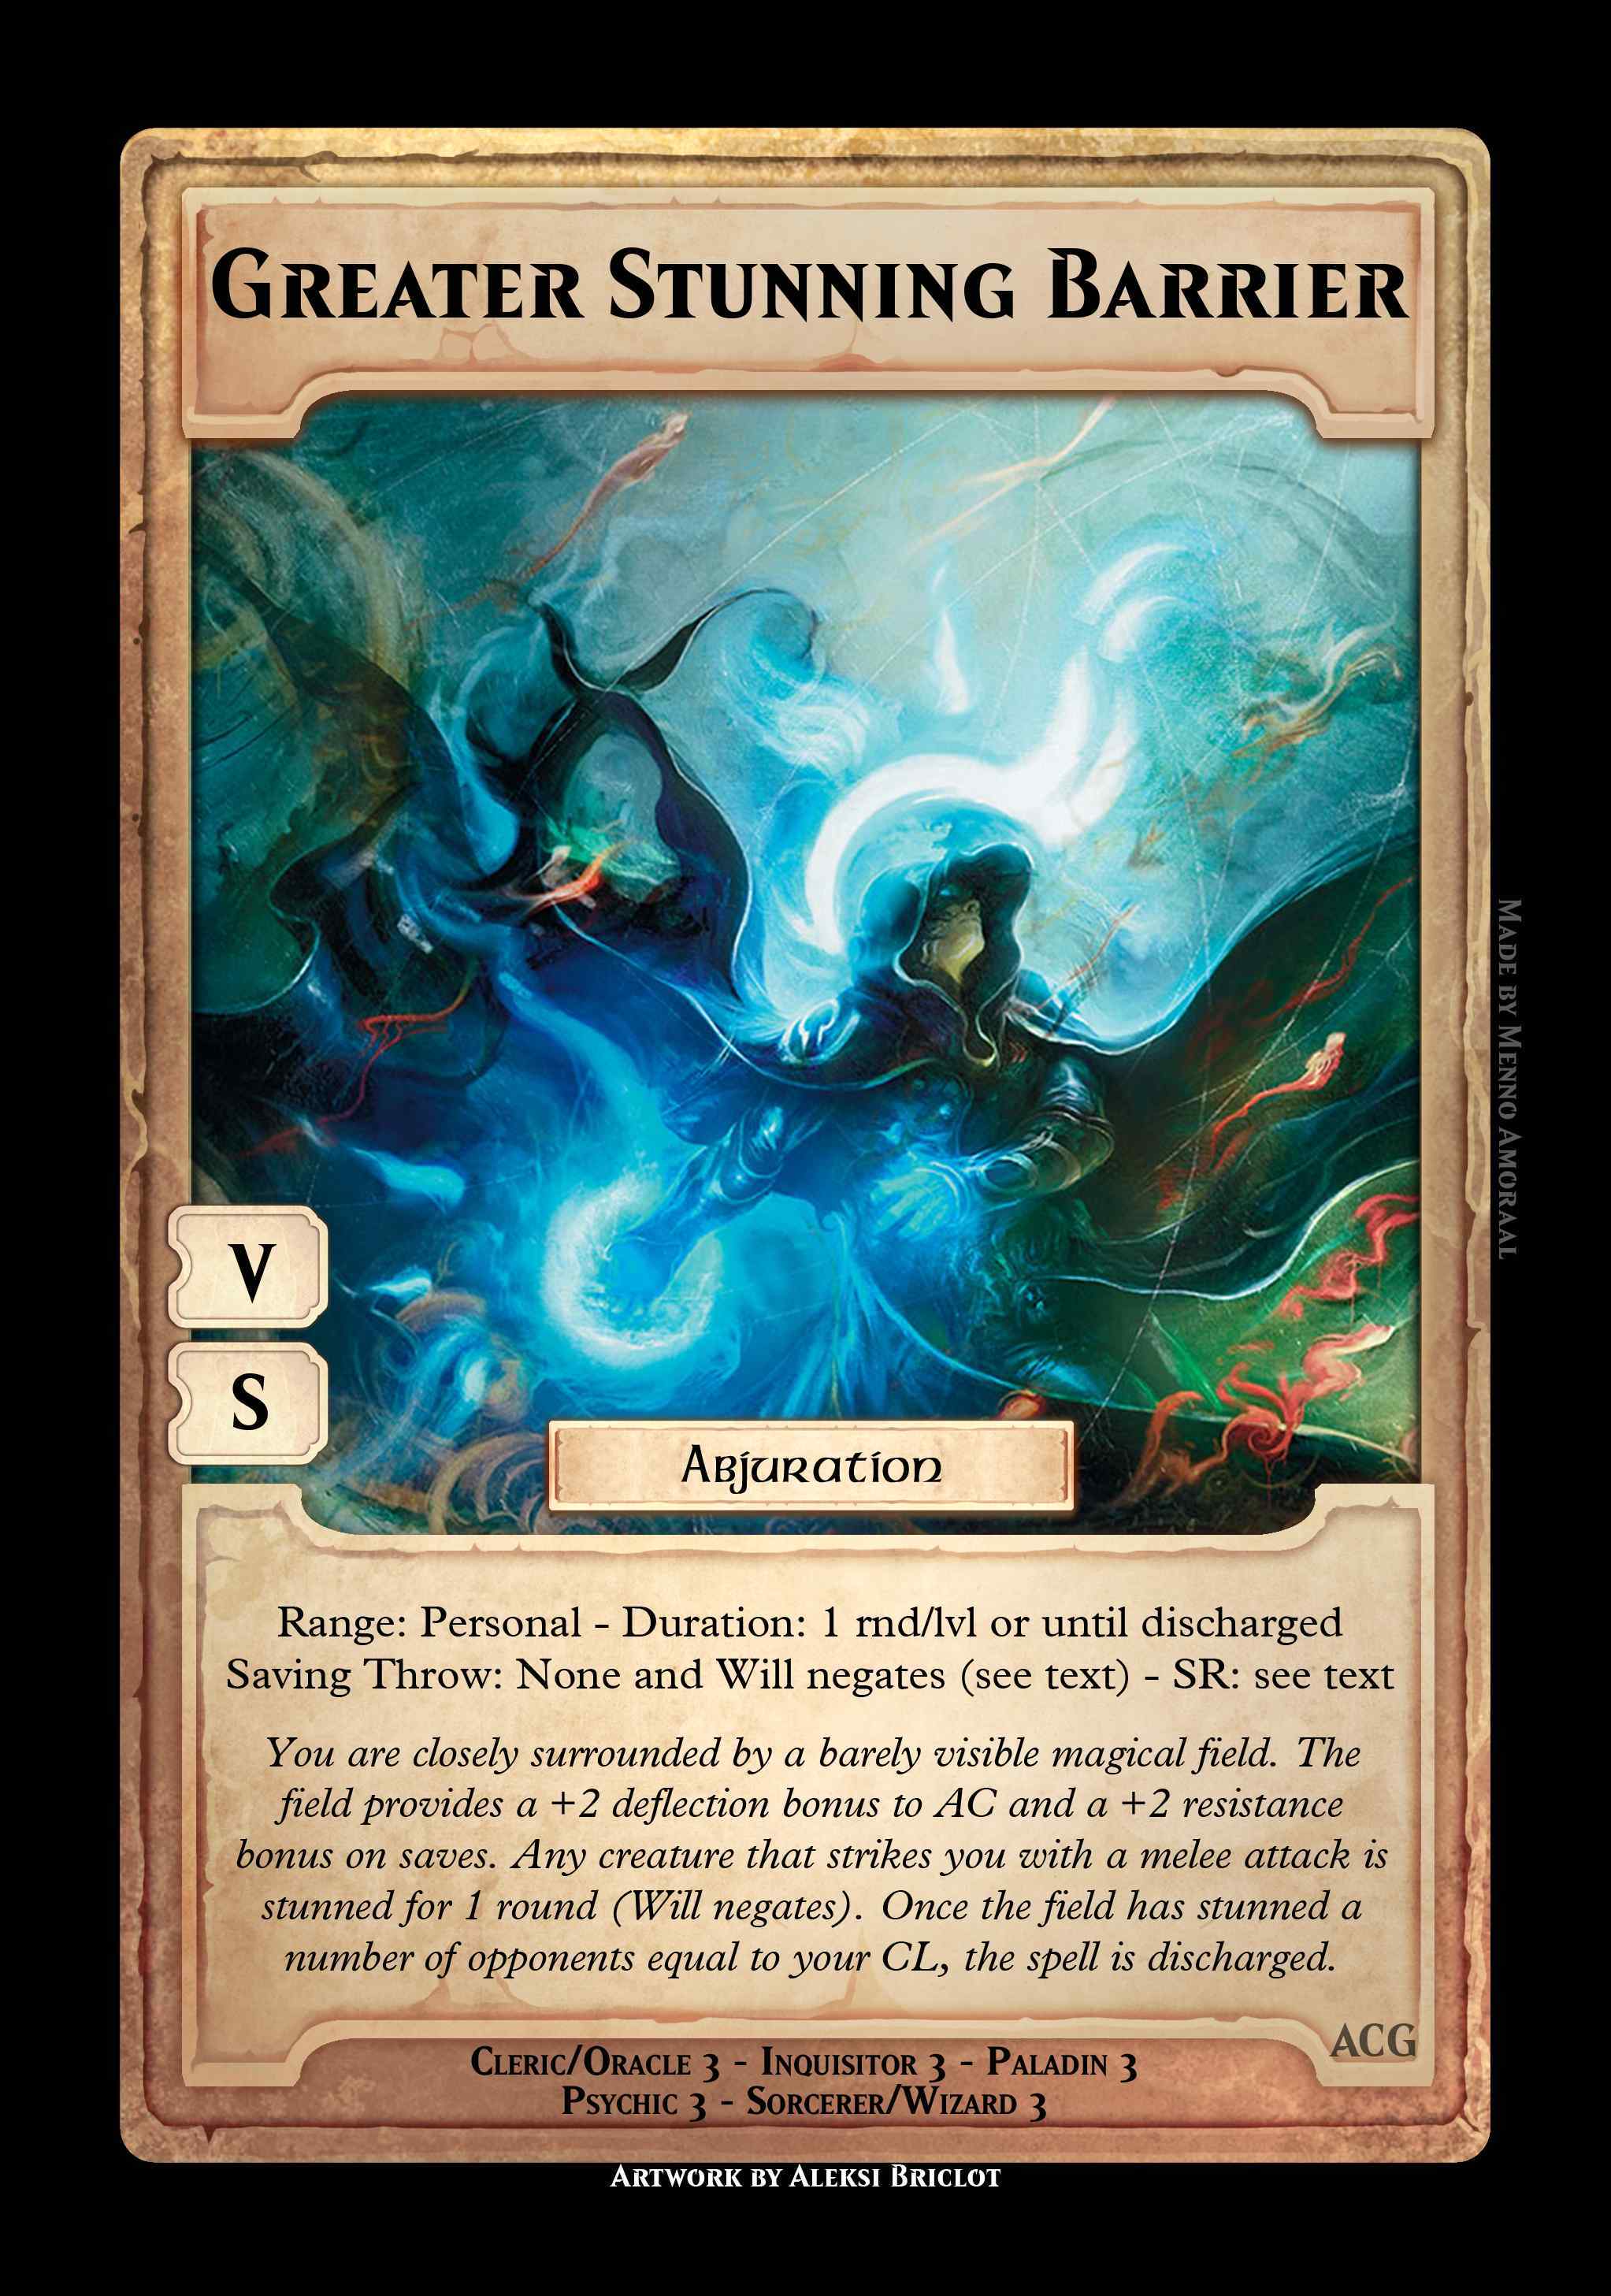 Greater Stunning Barrier
V
S
Abjuration
Range: Personal - Duration: 1 rnd/lvl or until discharged
Saving Throw: None and Will negates (see text) - SR: see text
You are closely surrounded by a barely visible magical field. The
field provides a +2 deflection bonus to AC and a +2 resistance
bonus on saves. Any creature that strikes you with a melee attack is
stunned for 1 round (Will negates). Once the field has stunned a
number of opponents equal to your CL, the spell is discharged.
ACG
Cleric/Oracle 3 - Inquisitor 3 - Paladin 3
Psychic 3 - Sorcerer/Wizard 3
Artwork by Aleksi Briclot
Made by Menno Amoraal